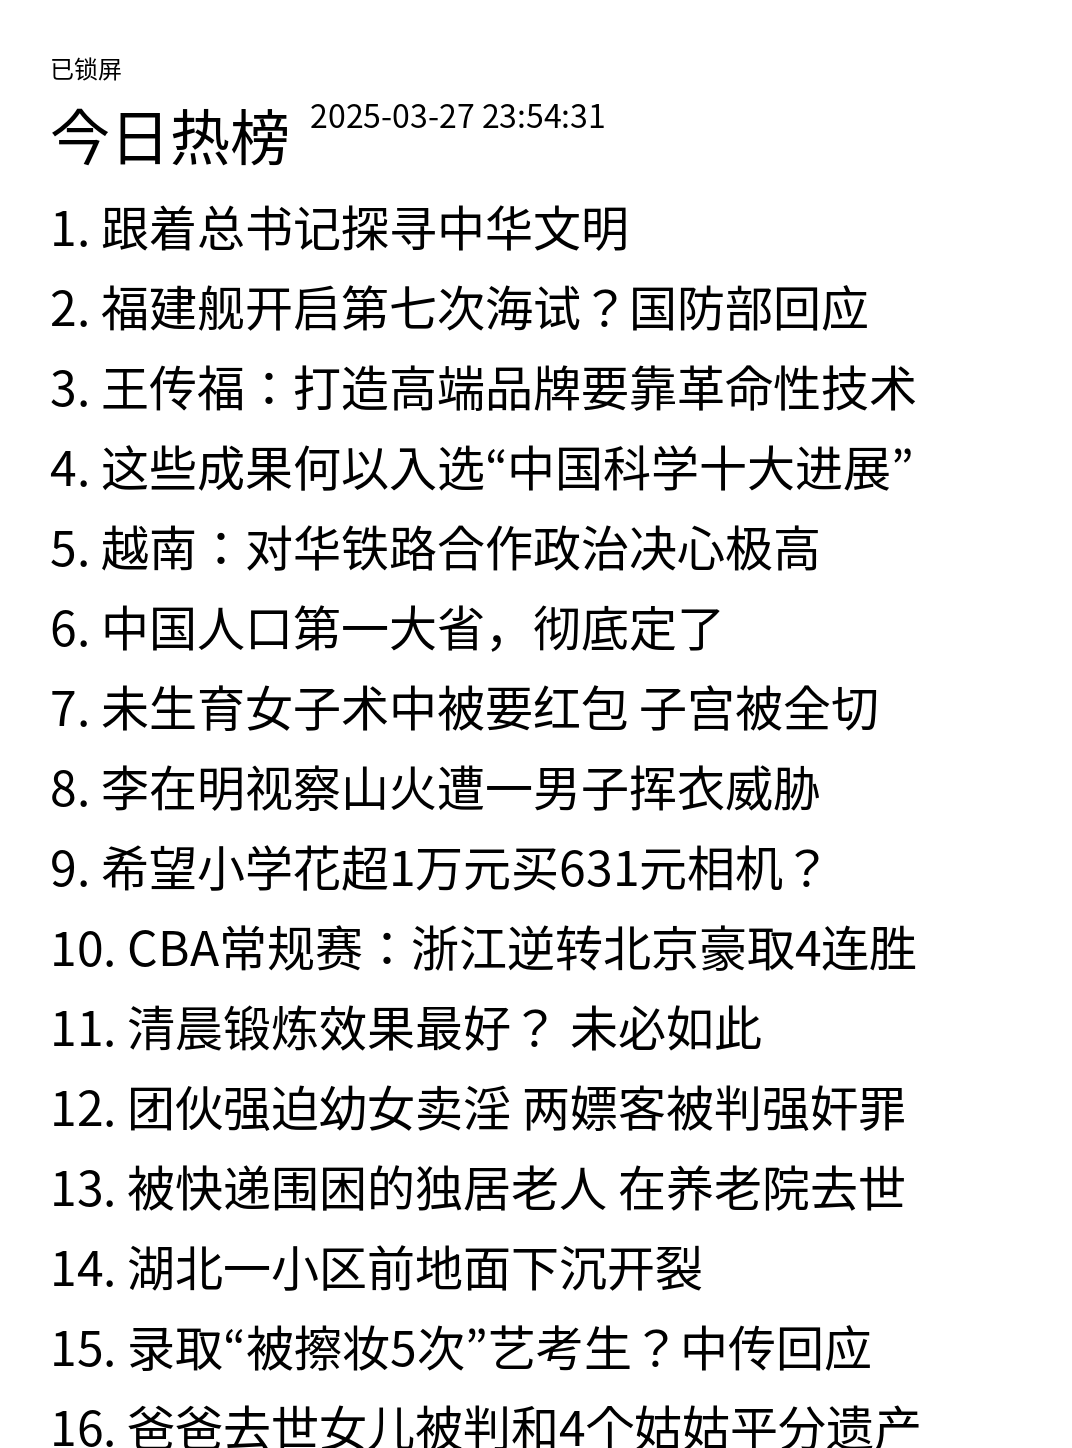 已锁屏
今日热榜 2025-03-27 23:54:31
1. 跟着总书记探寻中华文明
2. 福建舰开启第七次海试？国防部回应
3. 王传福：打造高端品牌要靠革命性技术
4. 这些成果何以入选“中国科学十大进展”
5. 越南：对华铁路合作政治决心极高
6. 中国人口第一大省，彻底定了
7. 未生育女子术中被要红包 子宫被全切
8. 李在明视察山火遭一男子挥衣威胁
9. 希望小学花超1万元买631元相机？
10. CBA常规赛：浙江逆转北京豪取4连胜
11. 清晨锻炼效果最好？ 未必如此
12. 团伙强迫幼女卖淫 两嫖客被判强奸罪
13. 被快递围困的独居老人 在养老院去世
14. 湖北一小区前地面下沉开裂
15. 录取“被擦妆5次”艺考生？中传回应
16. 爸爸去世女儿被判和4个姑姑平分遗产